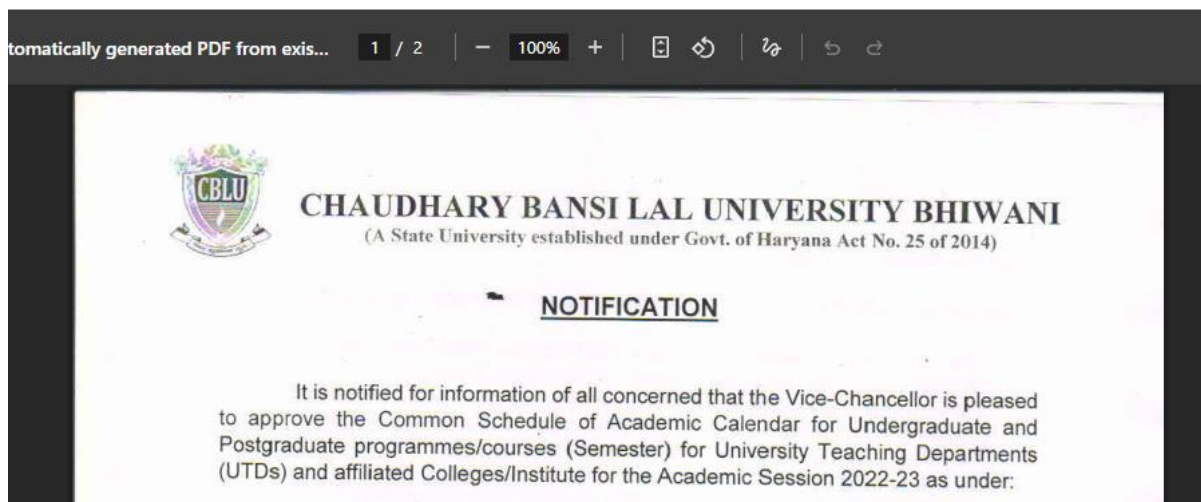 tomatically generated PDF from exis... 1 / 2 100%
CBLU
CHAUDHARY BANSI LAL UNIVERSITY BHIWANI
(A State University established under Govt. of Haryana Act No. 25 of 2014)
NOTIFICATION
It is notified for information of all concerned that the Vice-Chancellor is pleased
to approve the Common Schedule of Academic Calendar for Undergraduate and
Postgraduate programmes/courses (Semester) for University Teaching Departments
(UTDs) and affiliated Colleges/Institute for the Academic Session 2022-23 as under: